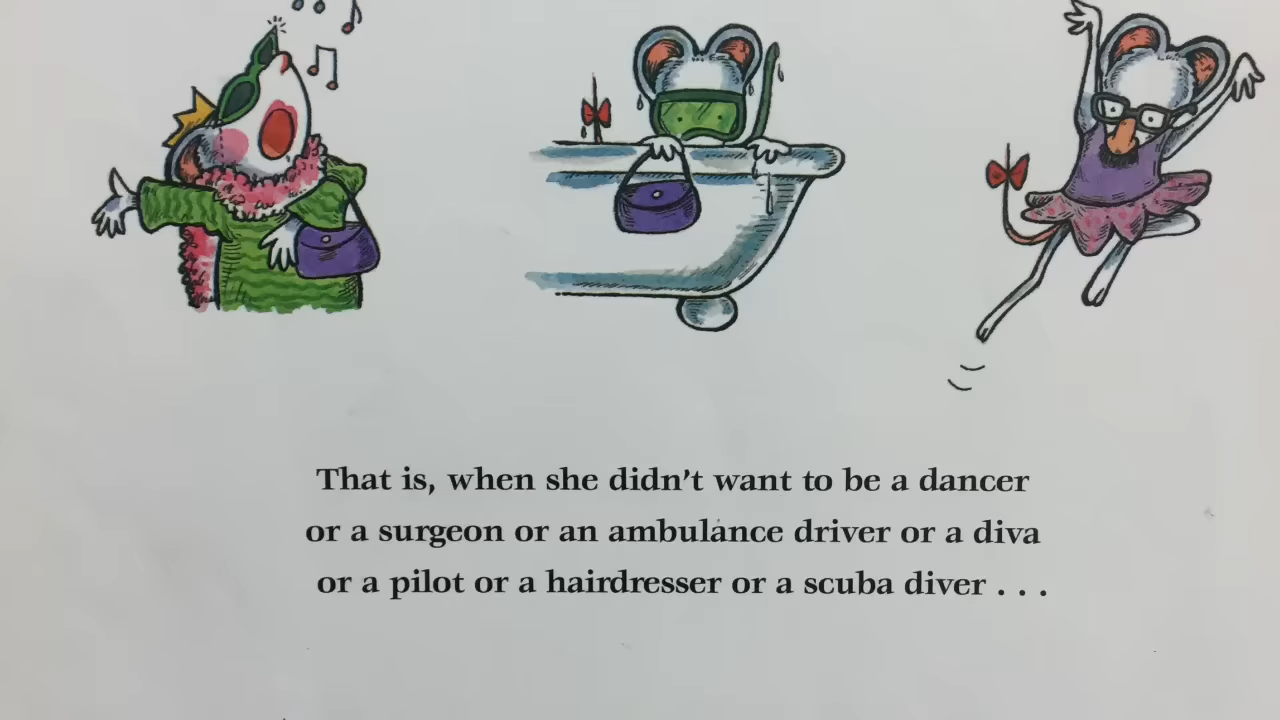 That is, when she didn't want to be a dancer
or a surgeon or an ambulance driver or a diva
or a pilot or a hairdresser or a scuba diver . . .